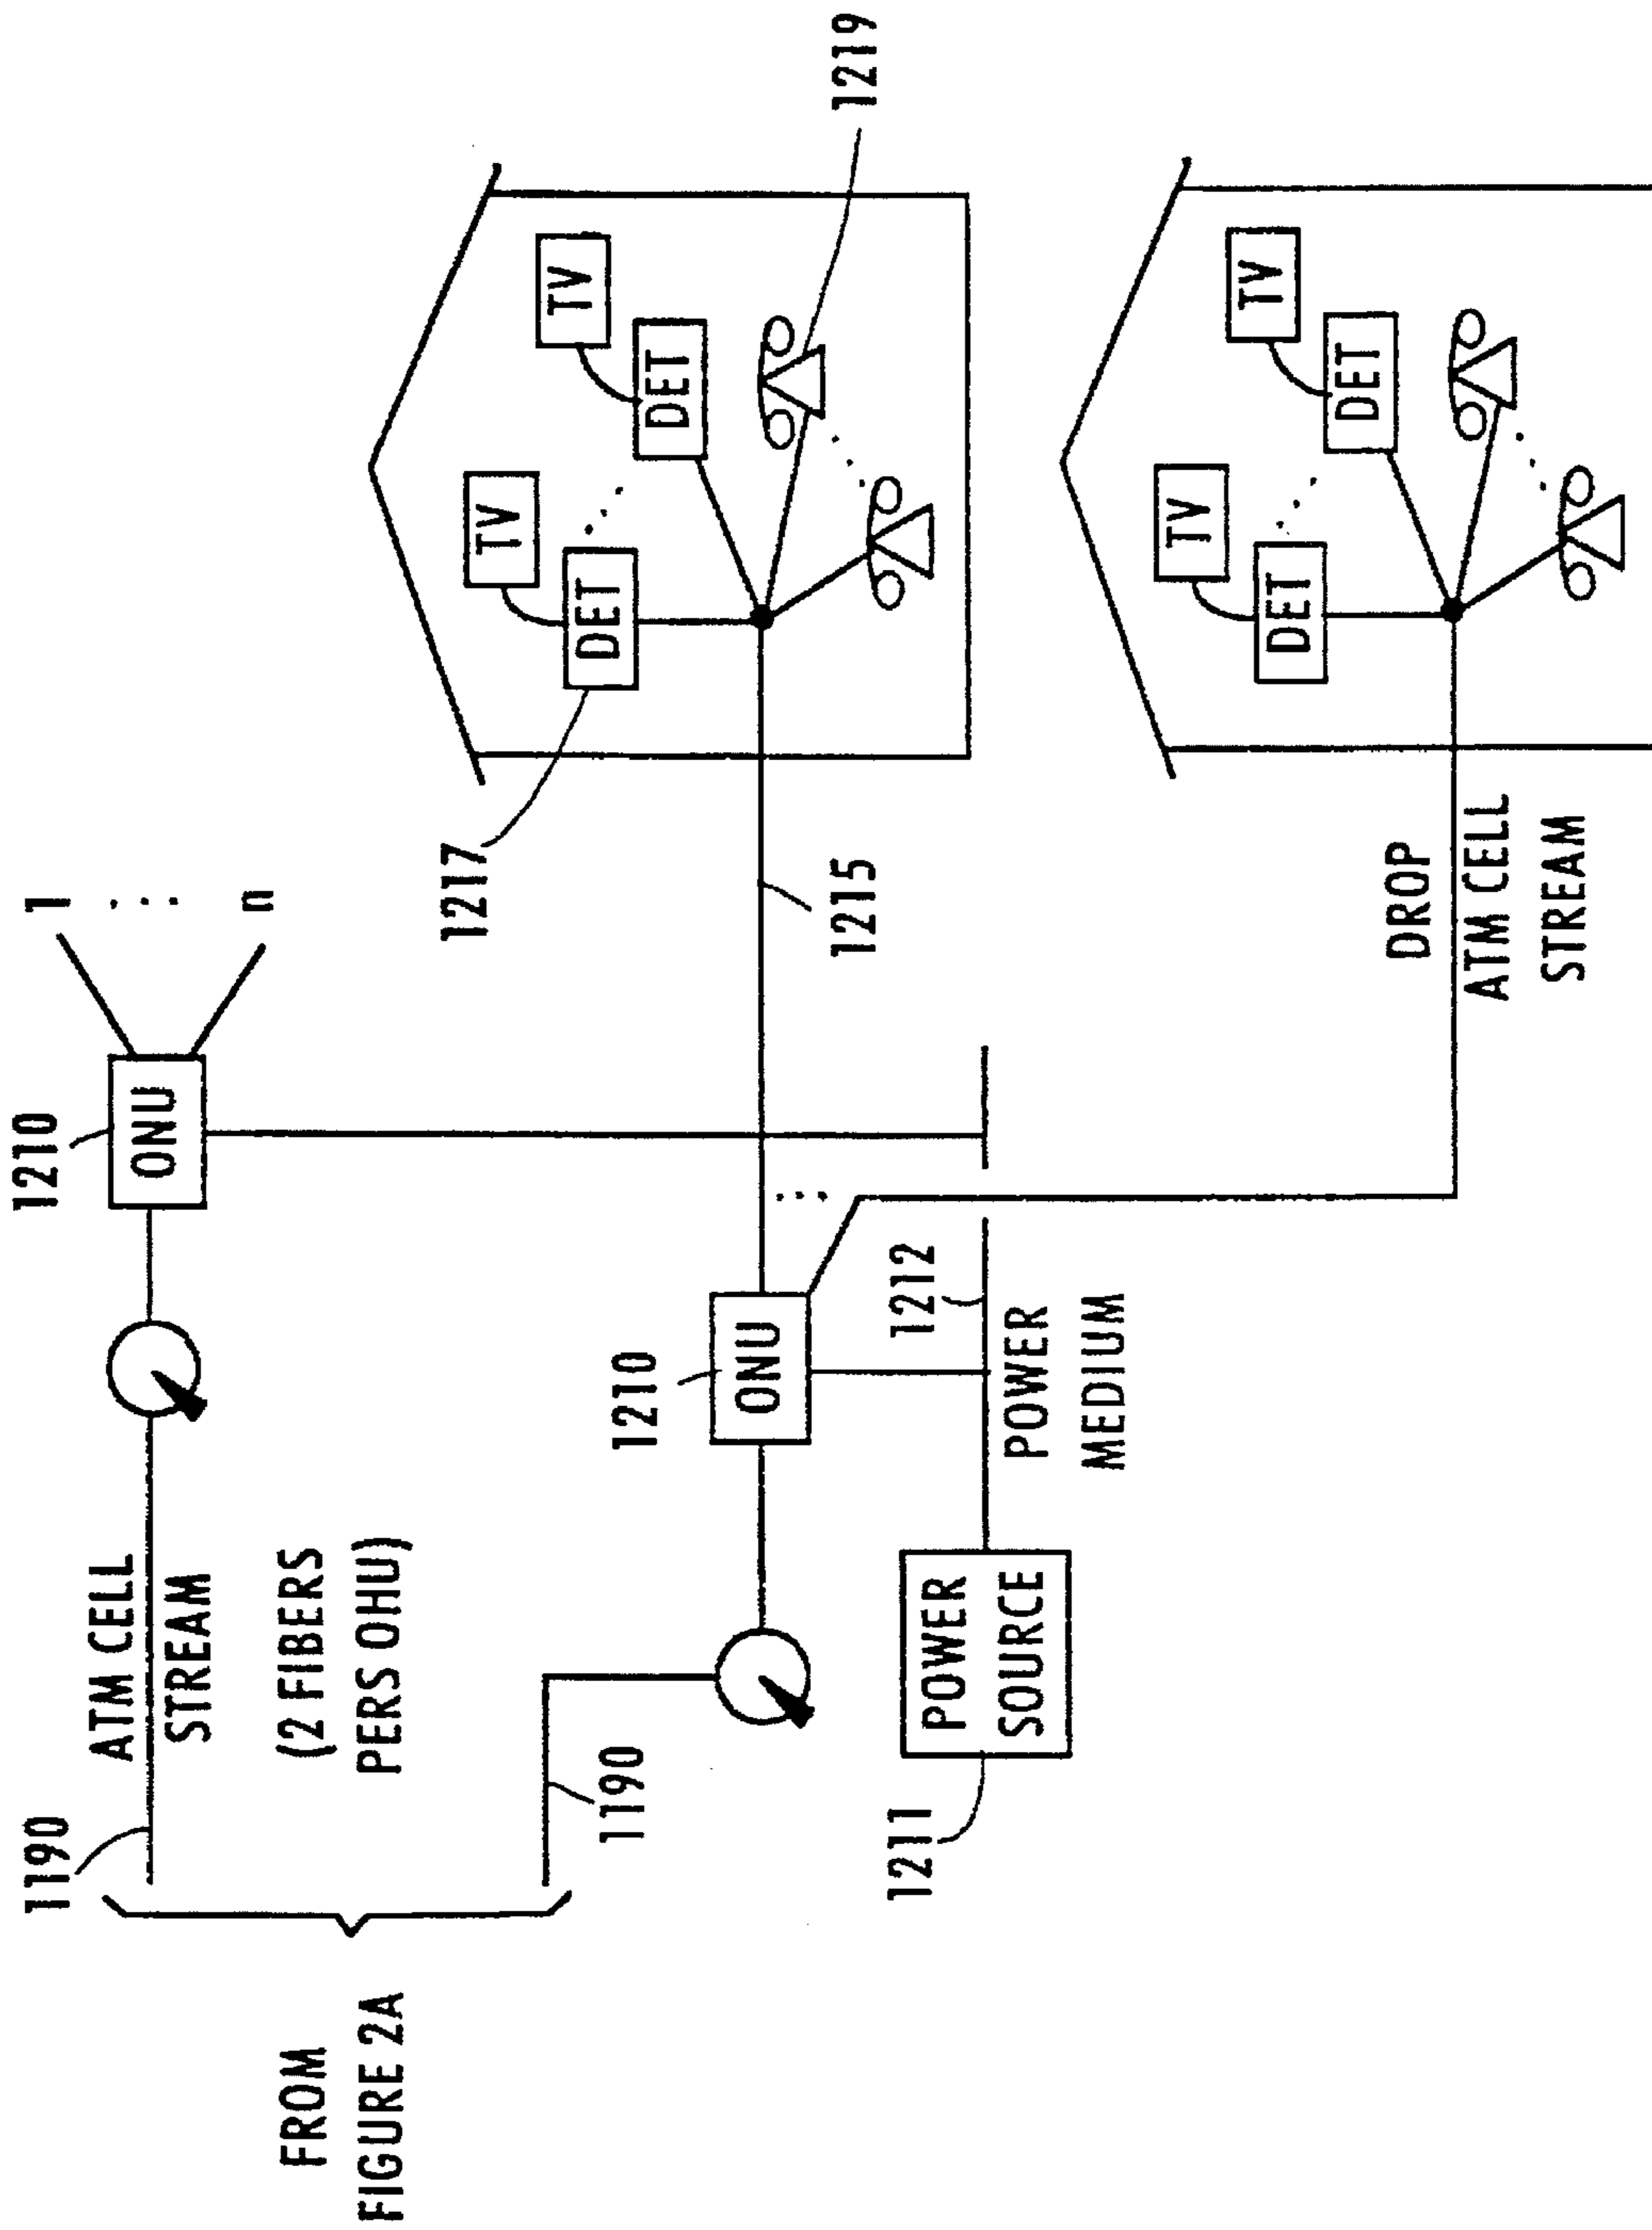 FROM
FIGURE 2A
1190
ATM CELL
STREAM
(2 FIBERS
PERS OHU)
1190
1210
ONU
1
n
1210
ONU
1211
POWER
SOURCE
1212
POWER
MEDIUM
1217
1215
DET
TV
DET
TV
1219
DROP
ATM CELL
STREAM
DET
TV
DET
TV